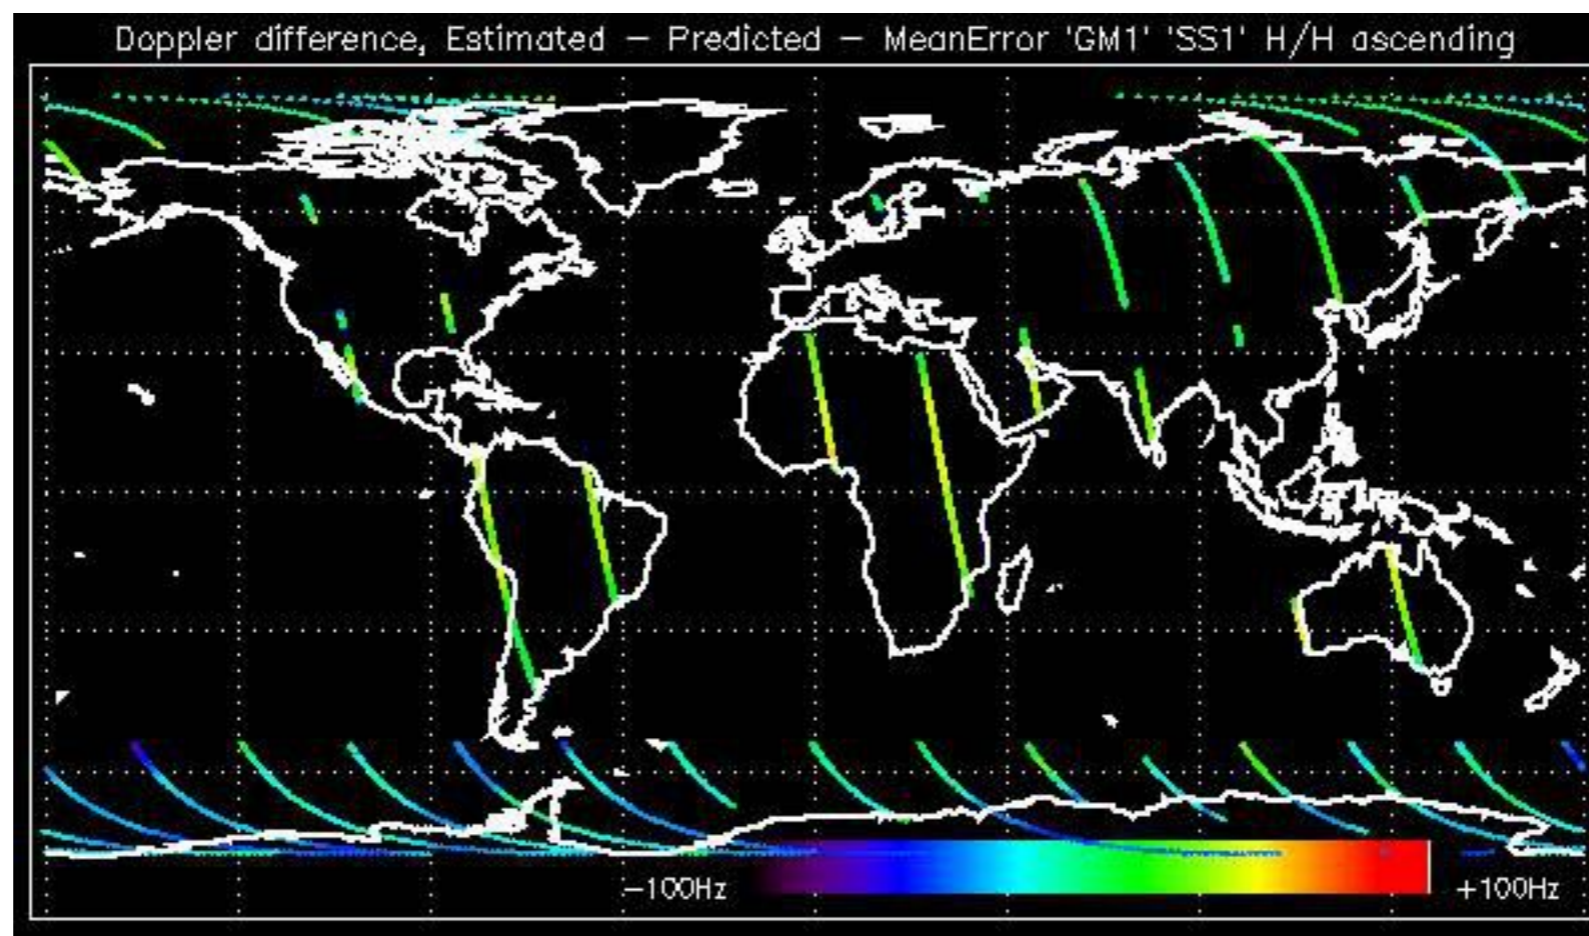 Doppler difference, Estimated - Predicted - MeanError 'GM1' 'SS1' H/H ascending
-100Hz +100Hz